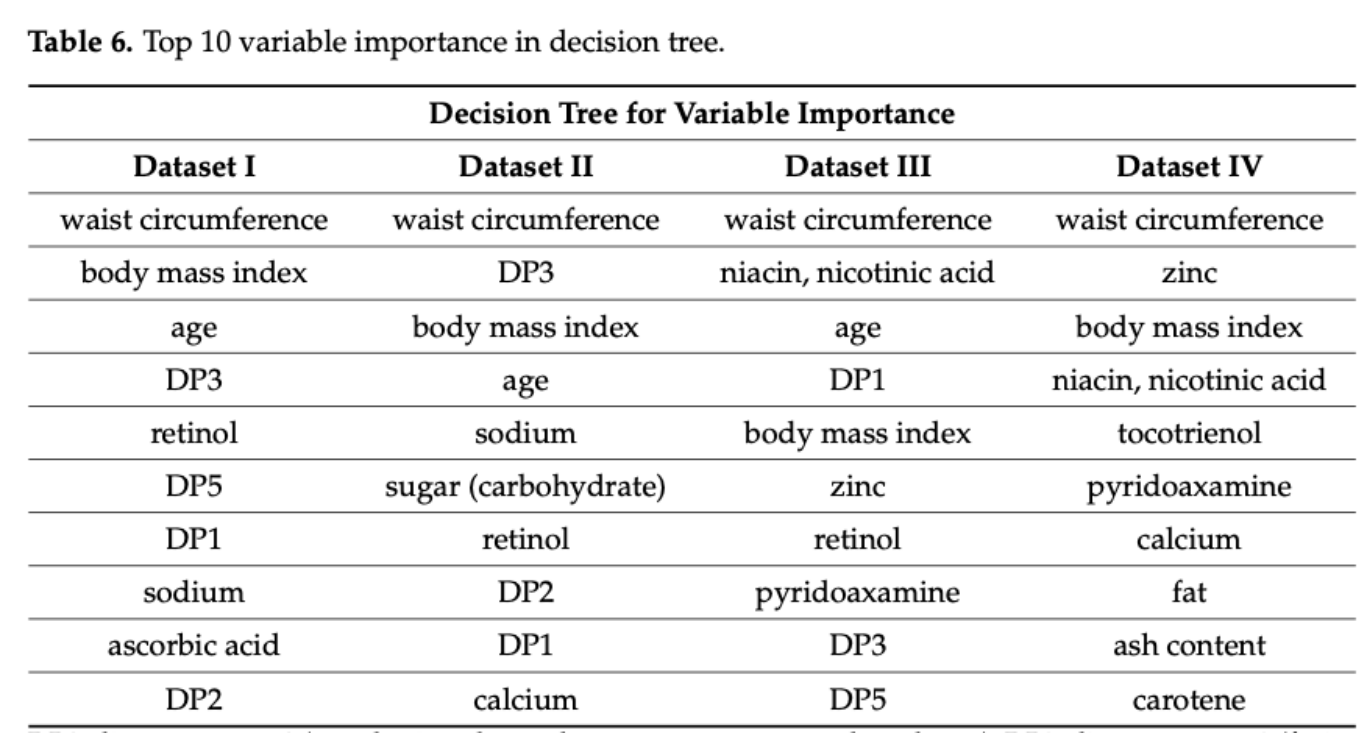 Table 6. Top 10 variable importance in decision tree.
Decision Tree for Variable Importance
Dataset I Dataset II Dataset III Dataset IV
waist circumference waist circumference waist circumference waist circumference
body mass index DP3 niacin, nicotinic acid zinc
age body mass index age body mass index
DP3 age DP1 niacin, nicotinic acid
retinol sodium body mass index tocotrienol
DP5 sugar (carbohydrate) zinc pyridoaxamine
DP1 retinol retinol calcium
sodium DP2 pyridoaxamine fat
ascorbic acid DP1 DP3 ash content
DP2 calcium DP5 carotene